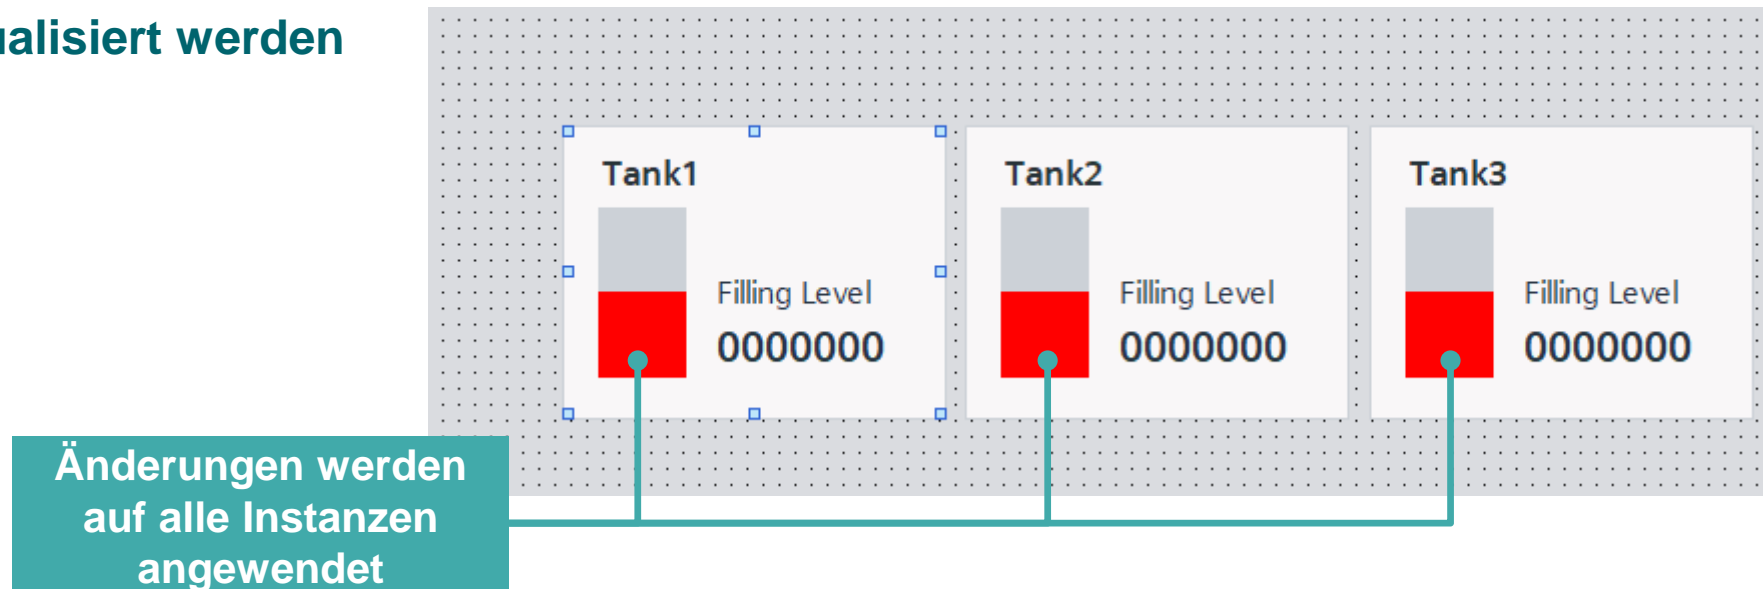 ualisiert werden
Tank1
Filling Level
0000000
Tank2
Filling Level
0000000
Tank3
Filling Level
0000000
Änderungen werden
auf alle Instanzen
angewendet